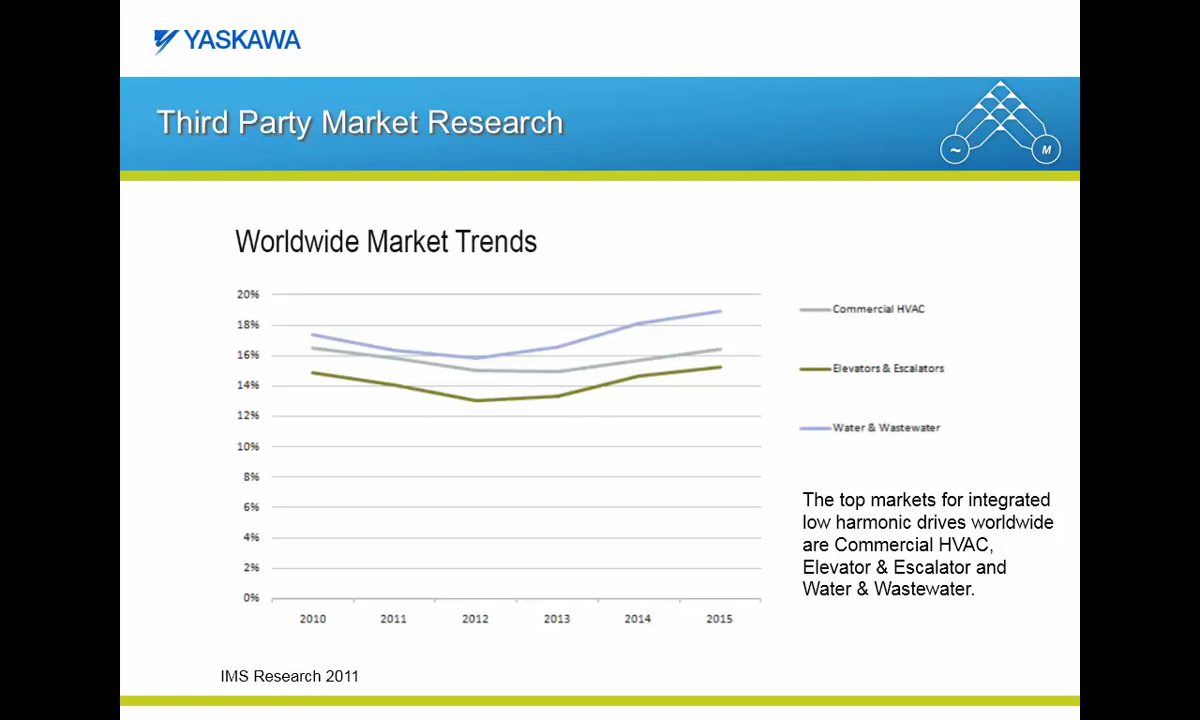 YASKAWA
Third Party Market Research
~
M
Worldwide Market Trends
20%
18%
16%
14%
12%
10%
8%
6%
4%
2%
0%
2010 2011 2012 2013 2014 2015
Commercial HVAC
Elevators & Escalators
Water & Wastewater
The top markets for integrated
low harmonic drives worldwide
are Commercial HVAC,
Elevator & Escalator and
Water & Wastewater.
IMS Research 2011